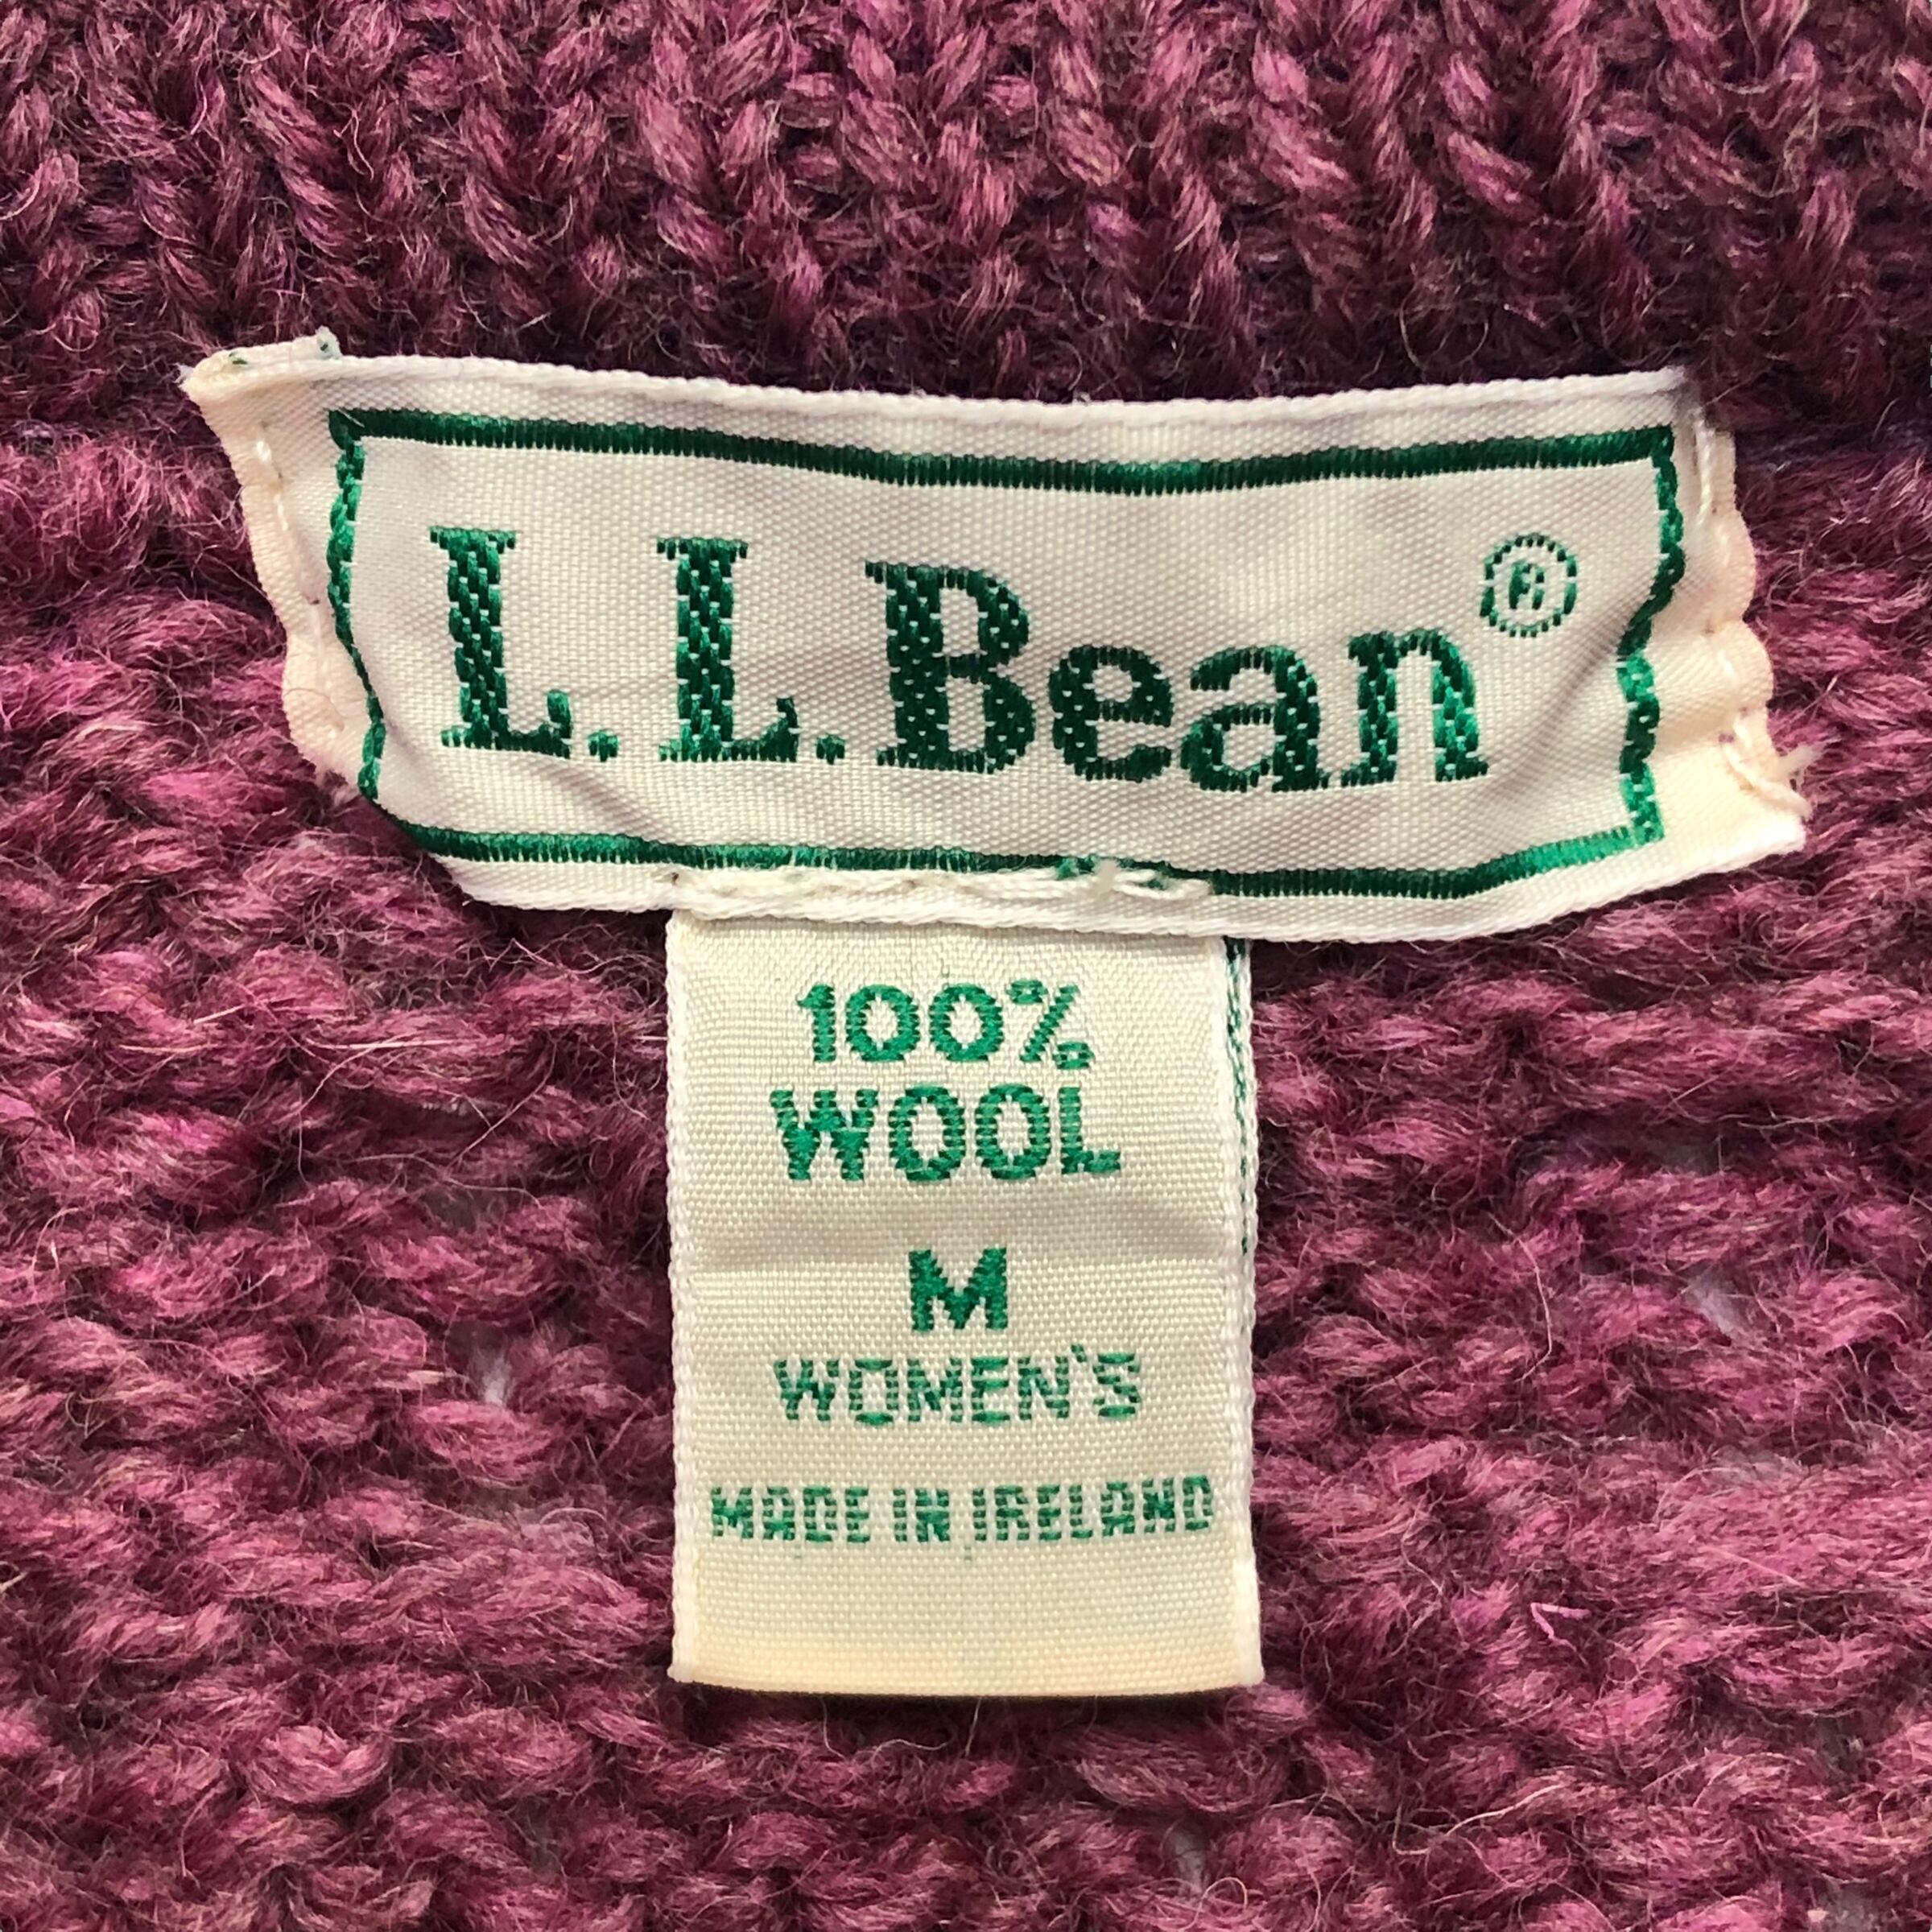 L.L.Bean®
100%
WOOL
M
WOMEN'S
MADE IN IRELAND